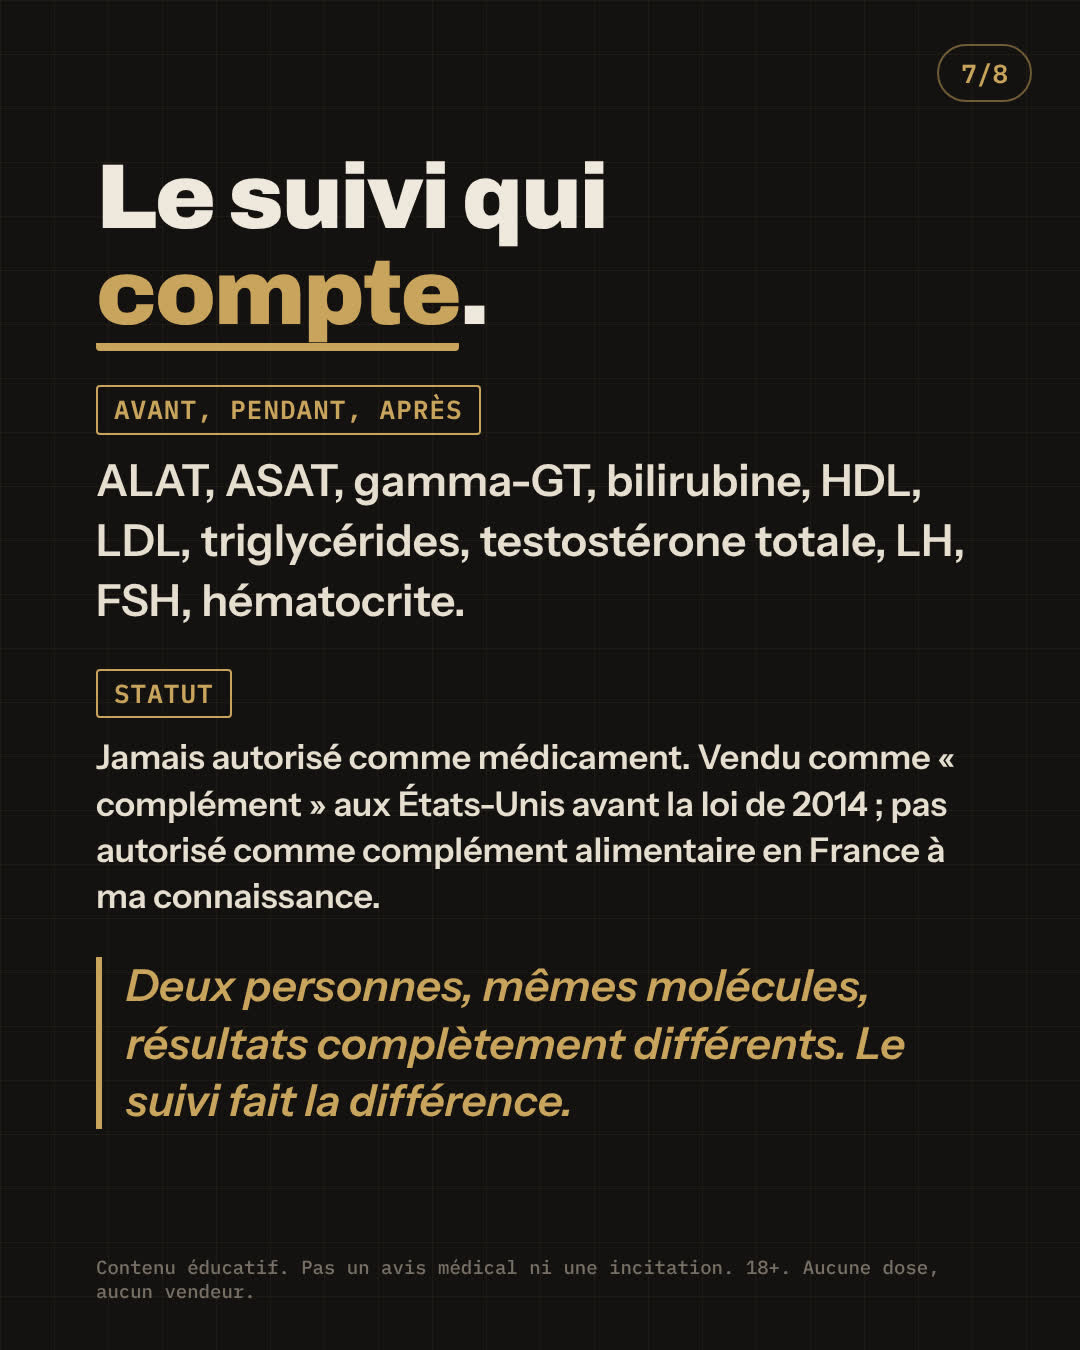 7/8
Le suivi qui
compte.
AVANT, PENDANT, APRÈS
ALAT, ASAT, gamma-GT, bilirubine, HDL,
LDL, triglycérides, testostérone totale, LH,
FSH, hématocrite.
STATUT
Jamais autorisé comme médicament. Vendu comme «
complément » aux États-Unis avant la loi de 2014 ; pas
autorisé comme complément alimentaire en France à
ma connaissance.
Deux personnes, mêmes molécules,
résultats complètement différents. Le
suivi fait la différence.
Contenu éducatif. Pas un avis médical ni une incitation. 18+. Aucune dose,
aucun vendeur.